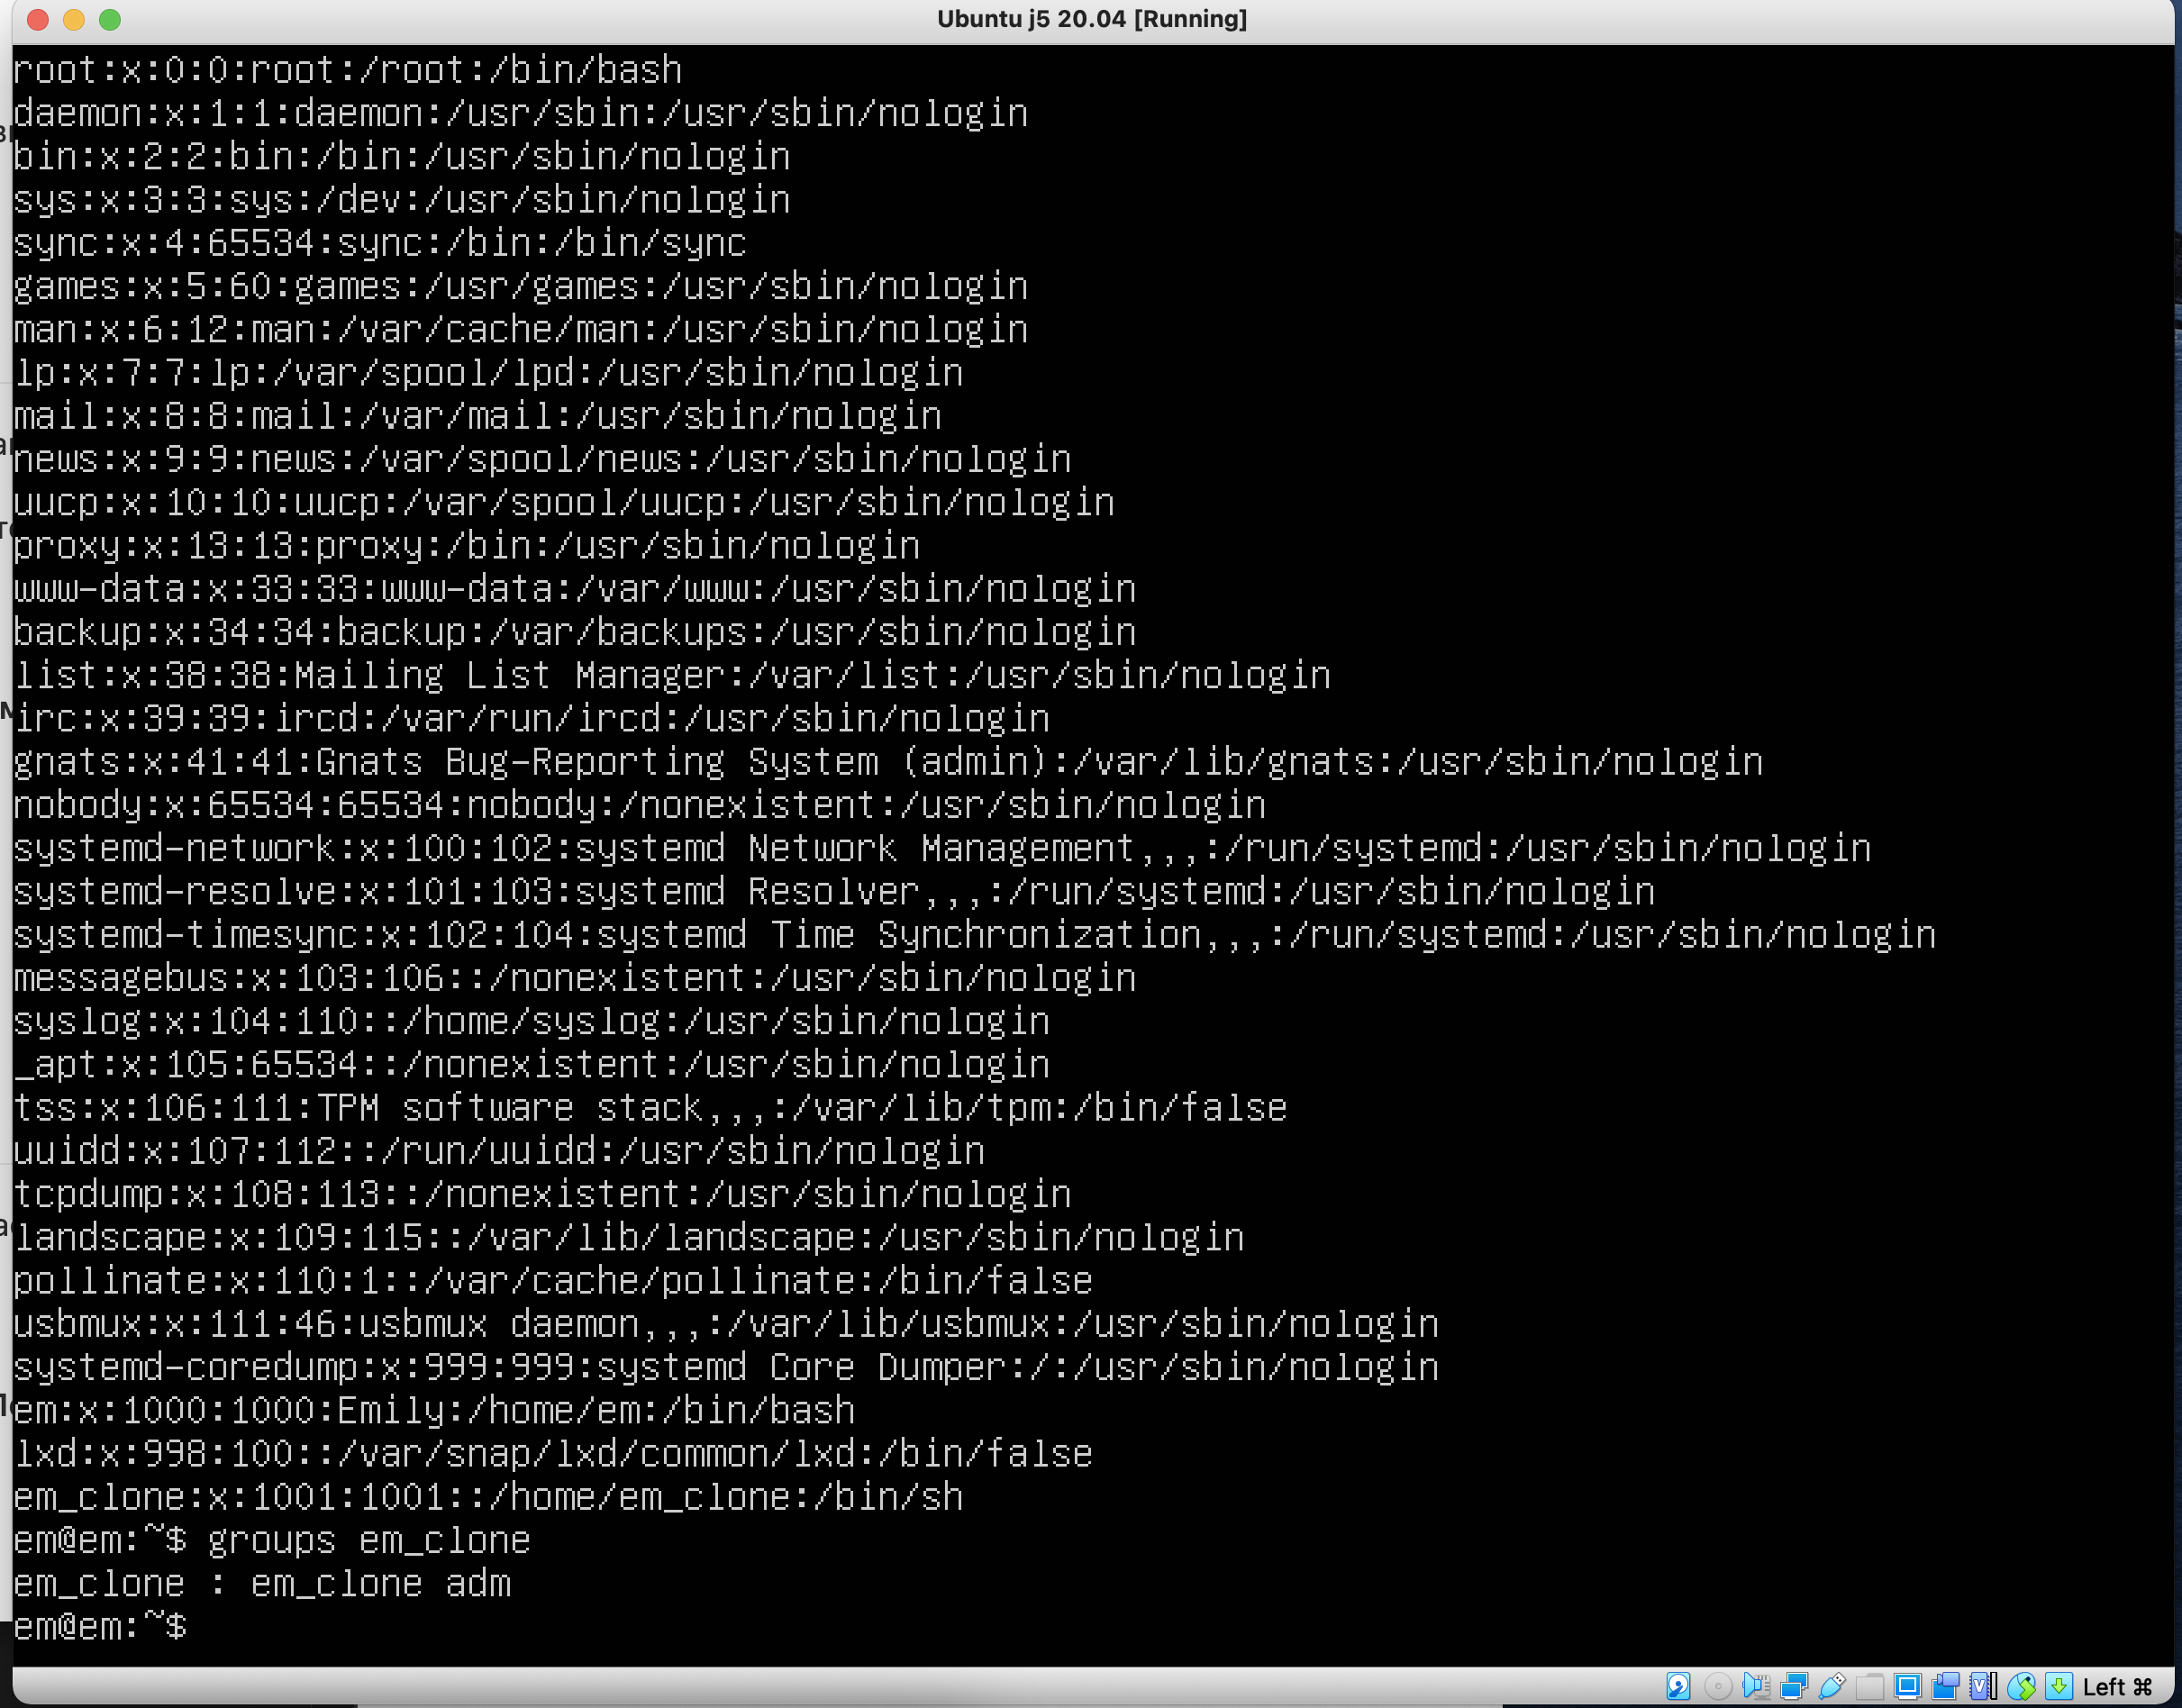 Ubuntu j5 20.04 [Running]
root:x:0:0:root:/root:/bin/bash
daemon:x:1:1:daemon:/usr/sbin:/usr/sbin/nologin
bin:x:2:2:bin:/bin:/usr/sbin/nologin
sys:x:3:3:sys:/dev:/usr/sbin/nologin
sync:x:4:65534:sync:/bin:/bin/sync
games:x:5:60:games:/usr/games:/usr/sbin/nologin
man:x:6:12:man:/var/cache/man:/usr/sbin/nologin
lp:x:7:7:lp:/var/spool/lpd:/usr/sbin/nologin
mail:x:8:8:mail:/var/mail:/usr/sbin/nologin
news:x:9:9:news:/var/spool/news:/usr/sbin/nologin
uucp:x:10:10:uucp:/var/spool/uucp:/usr/sbin/nologin
proxy:x:13:13:proxy:/bin:/usr/sbin/nologin
www-data:x:33:33:www-data:/var/www:/usr/sbin/nologin
backup:x:34:34:backup:/var/backups:/usr/sbin/nologin
list:x:38:38:Mailing List Manager:/var/list:/usr/sbin/nologin
irc:x:39:39:ircd:/var/run/ircd:/usr/sbin/nologin
gnats:x:41:41:Gnats Bug-Reporting System (admin):/var/lib/gnats:/usr/sbin/nologin
nobody:x:65534:65534:nobody:/nonexistent:/usr/sbin/nologin
systemd-network:x:100:102:systemd Network Management,,,:/run/systemd:/usr/sbin/nologin
systemd-resolve:x:101:103:systemd Resolver,,,:/run/systemd:/usr/sbin/nologin
systemd-timesync:x:102:104:systemd Time Synchronization,,,:/run/systemd:/usr/sbin/nologin
messagebus:x:103:106::/nonexistent:/usr/sbin/nologin
syslog:x:104:110::/home/syslog:/usr/sbin/nologin
_apt:x:105:65534::/nonexistent:/usr/sbin/nologin
tss:x:106:111:TPM software stack,,,:/var/lib/tpm:/bin/false
uuidd:x:107:112::/run/uuidd:/usr/sbin/nologin
tcpdump:x:108:113::/nonexistent:/usr/sbin/nologin
landscape:x:109:115::/var/lib/landscape:/usr/sbin/nologin
pollinate:x:110:1::/var/cache/pollinate:/bin/false
usbmux:x:111:46:usbmux daemon,,,:/var/lib/usbmux:/usr/sbin/nologin
systemd-coredump:x:999:999:systemd Core Dumper:/:/usr/sbin/nologin
em:x:1000:1000:Emily:/home/em:/bin/bash
lxd:x:998:100::/var/snap/lxd/common/lxd:/bin/false
em_clone:x:1001:1001::/home/em_clone:/bin/sh
em@em:~$ groups em_clone
em_clone : em_clone adm
em@em:~$
Left ⌘